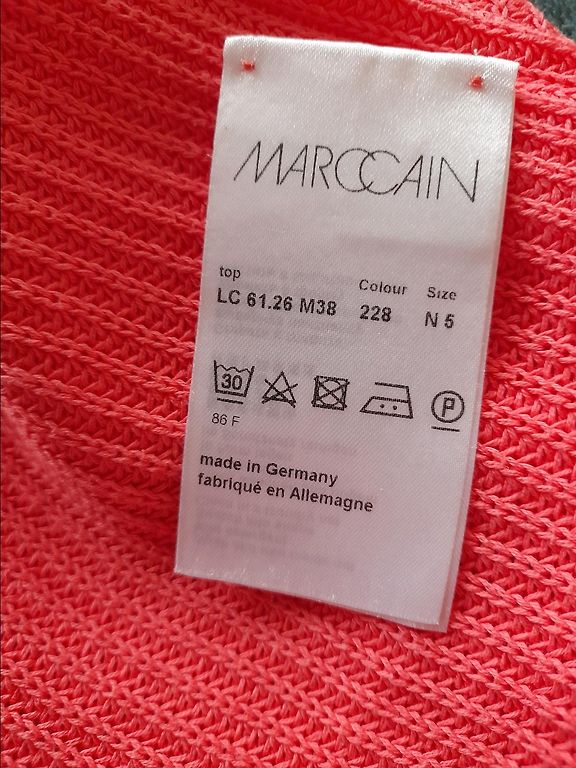 MARCCAIN
top Colour Size
LC 61.26 M38 228 N 5
30 P
86 F
made in Germany
fabriqué en Allemagne